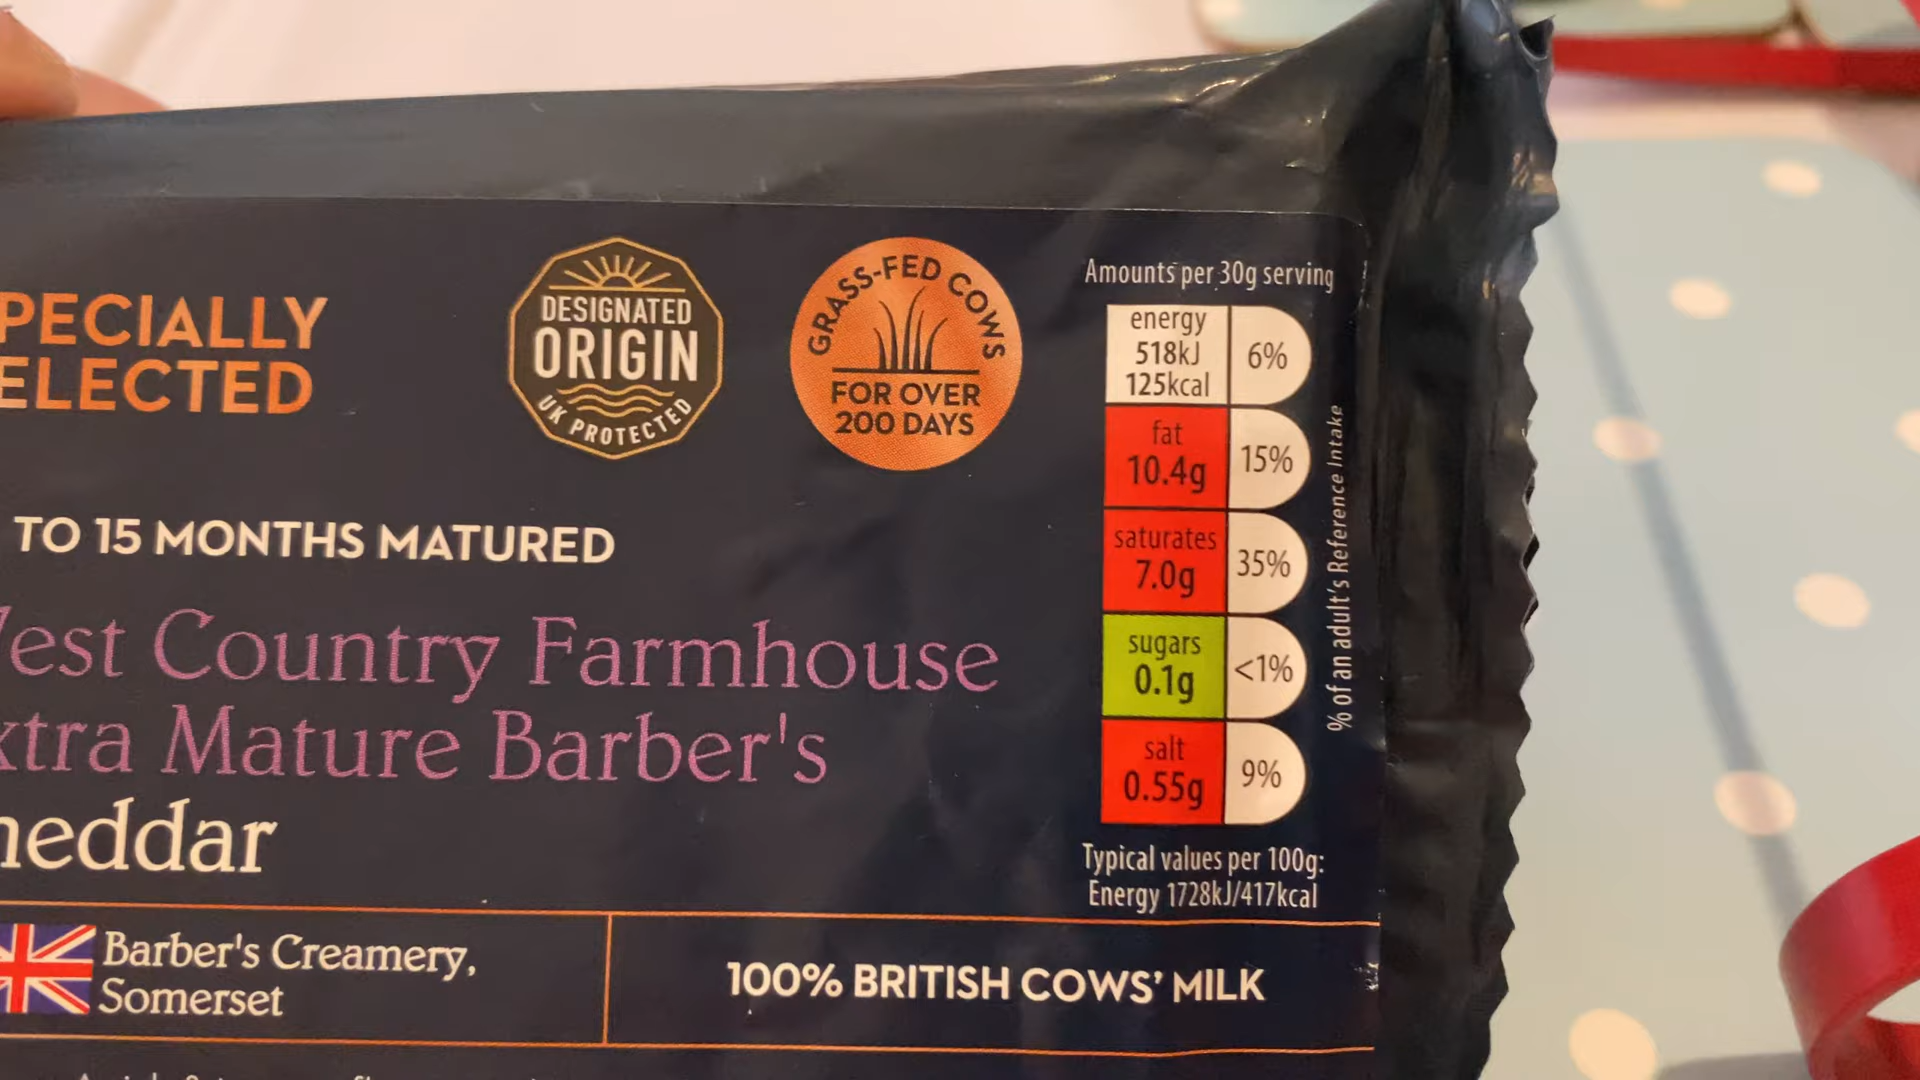 PECIALLY
ELECTED
DESIGNATED
ORIGIN
UK PROTECTED
GRASS-FED COWS
FOR OVER
200 DAYS
TO 15 MONTHS MATURED
est Country Farmhouse
xtra Mature Barber's
heddar
Barber's Creamery,
Somerset
100% BRITISH COWS' MILK
Amounts per 30g serving
energy
518kJ
125kcal
6%
fat
10.4g
15%
saturates
7.0g
35%
sugars
0.1g
<1%
salt
0.55g
9%
% of an adult's Reference Intake
Typical values per 100g:
Energy 1728kJ/417kcal